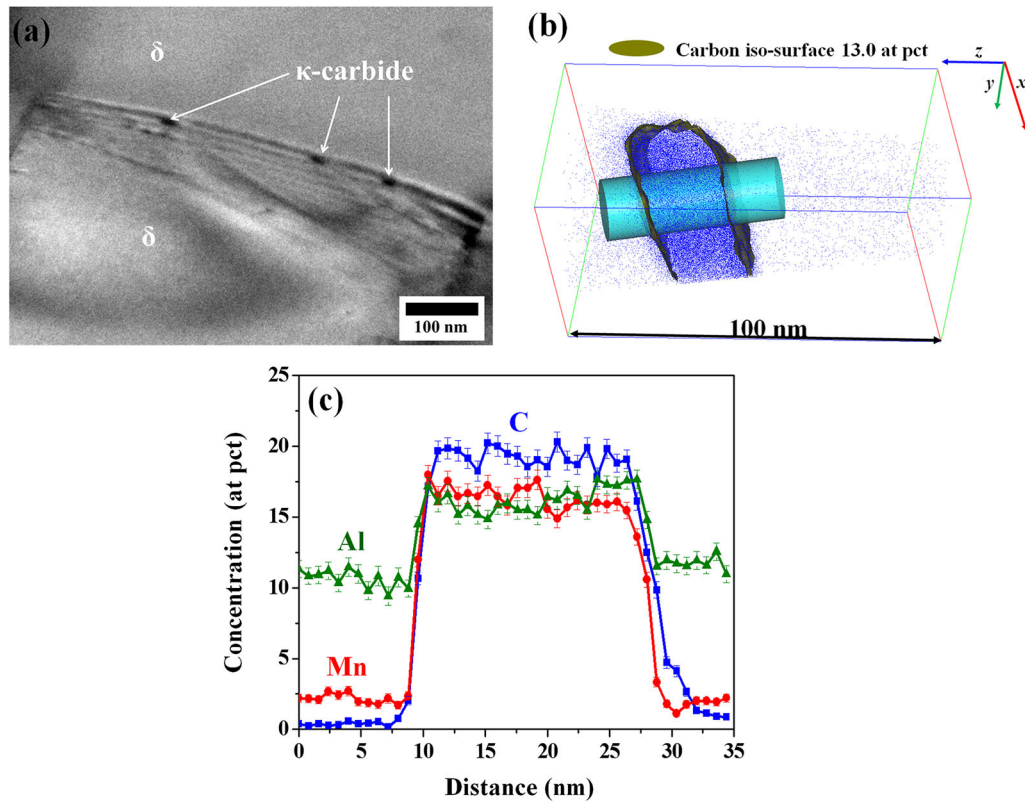 (a)
δ
κ-carbide
δ
100 nm
(b)
Carbon iso-surface 13.0 at pct
z
y
x
100 nm
(c)
C
Al
Mn
Concentration (at pct)
25
20
15
10
5
0
0 5 10 15 20 25 30 35
Distance (nm)